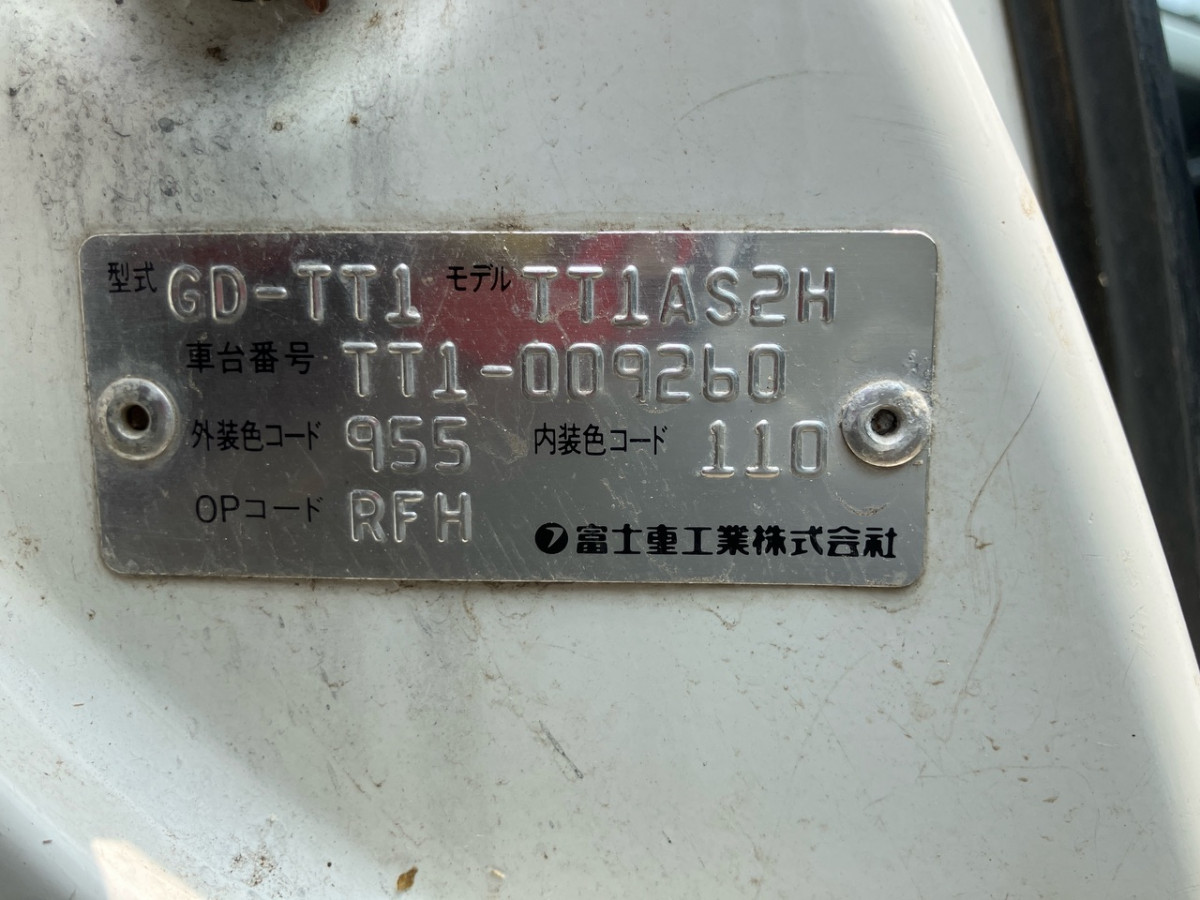 型式 GD-TT1 モデル TT1AS2H
車台番号 TT1-009260
外装色コード 955 内装色コード 110
OPコード RFH
フ 富士重工業株式会社